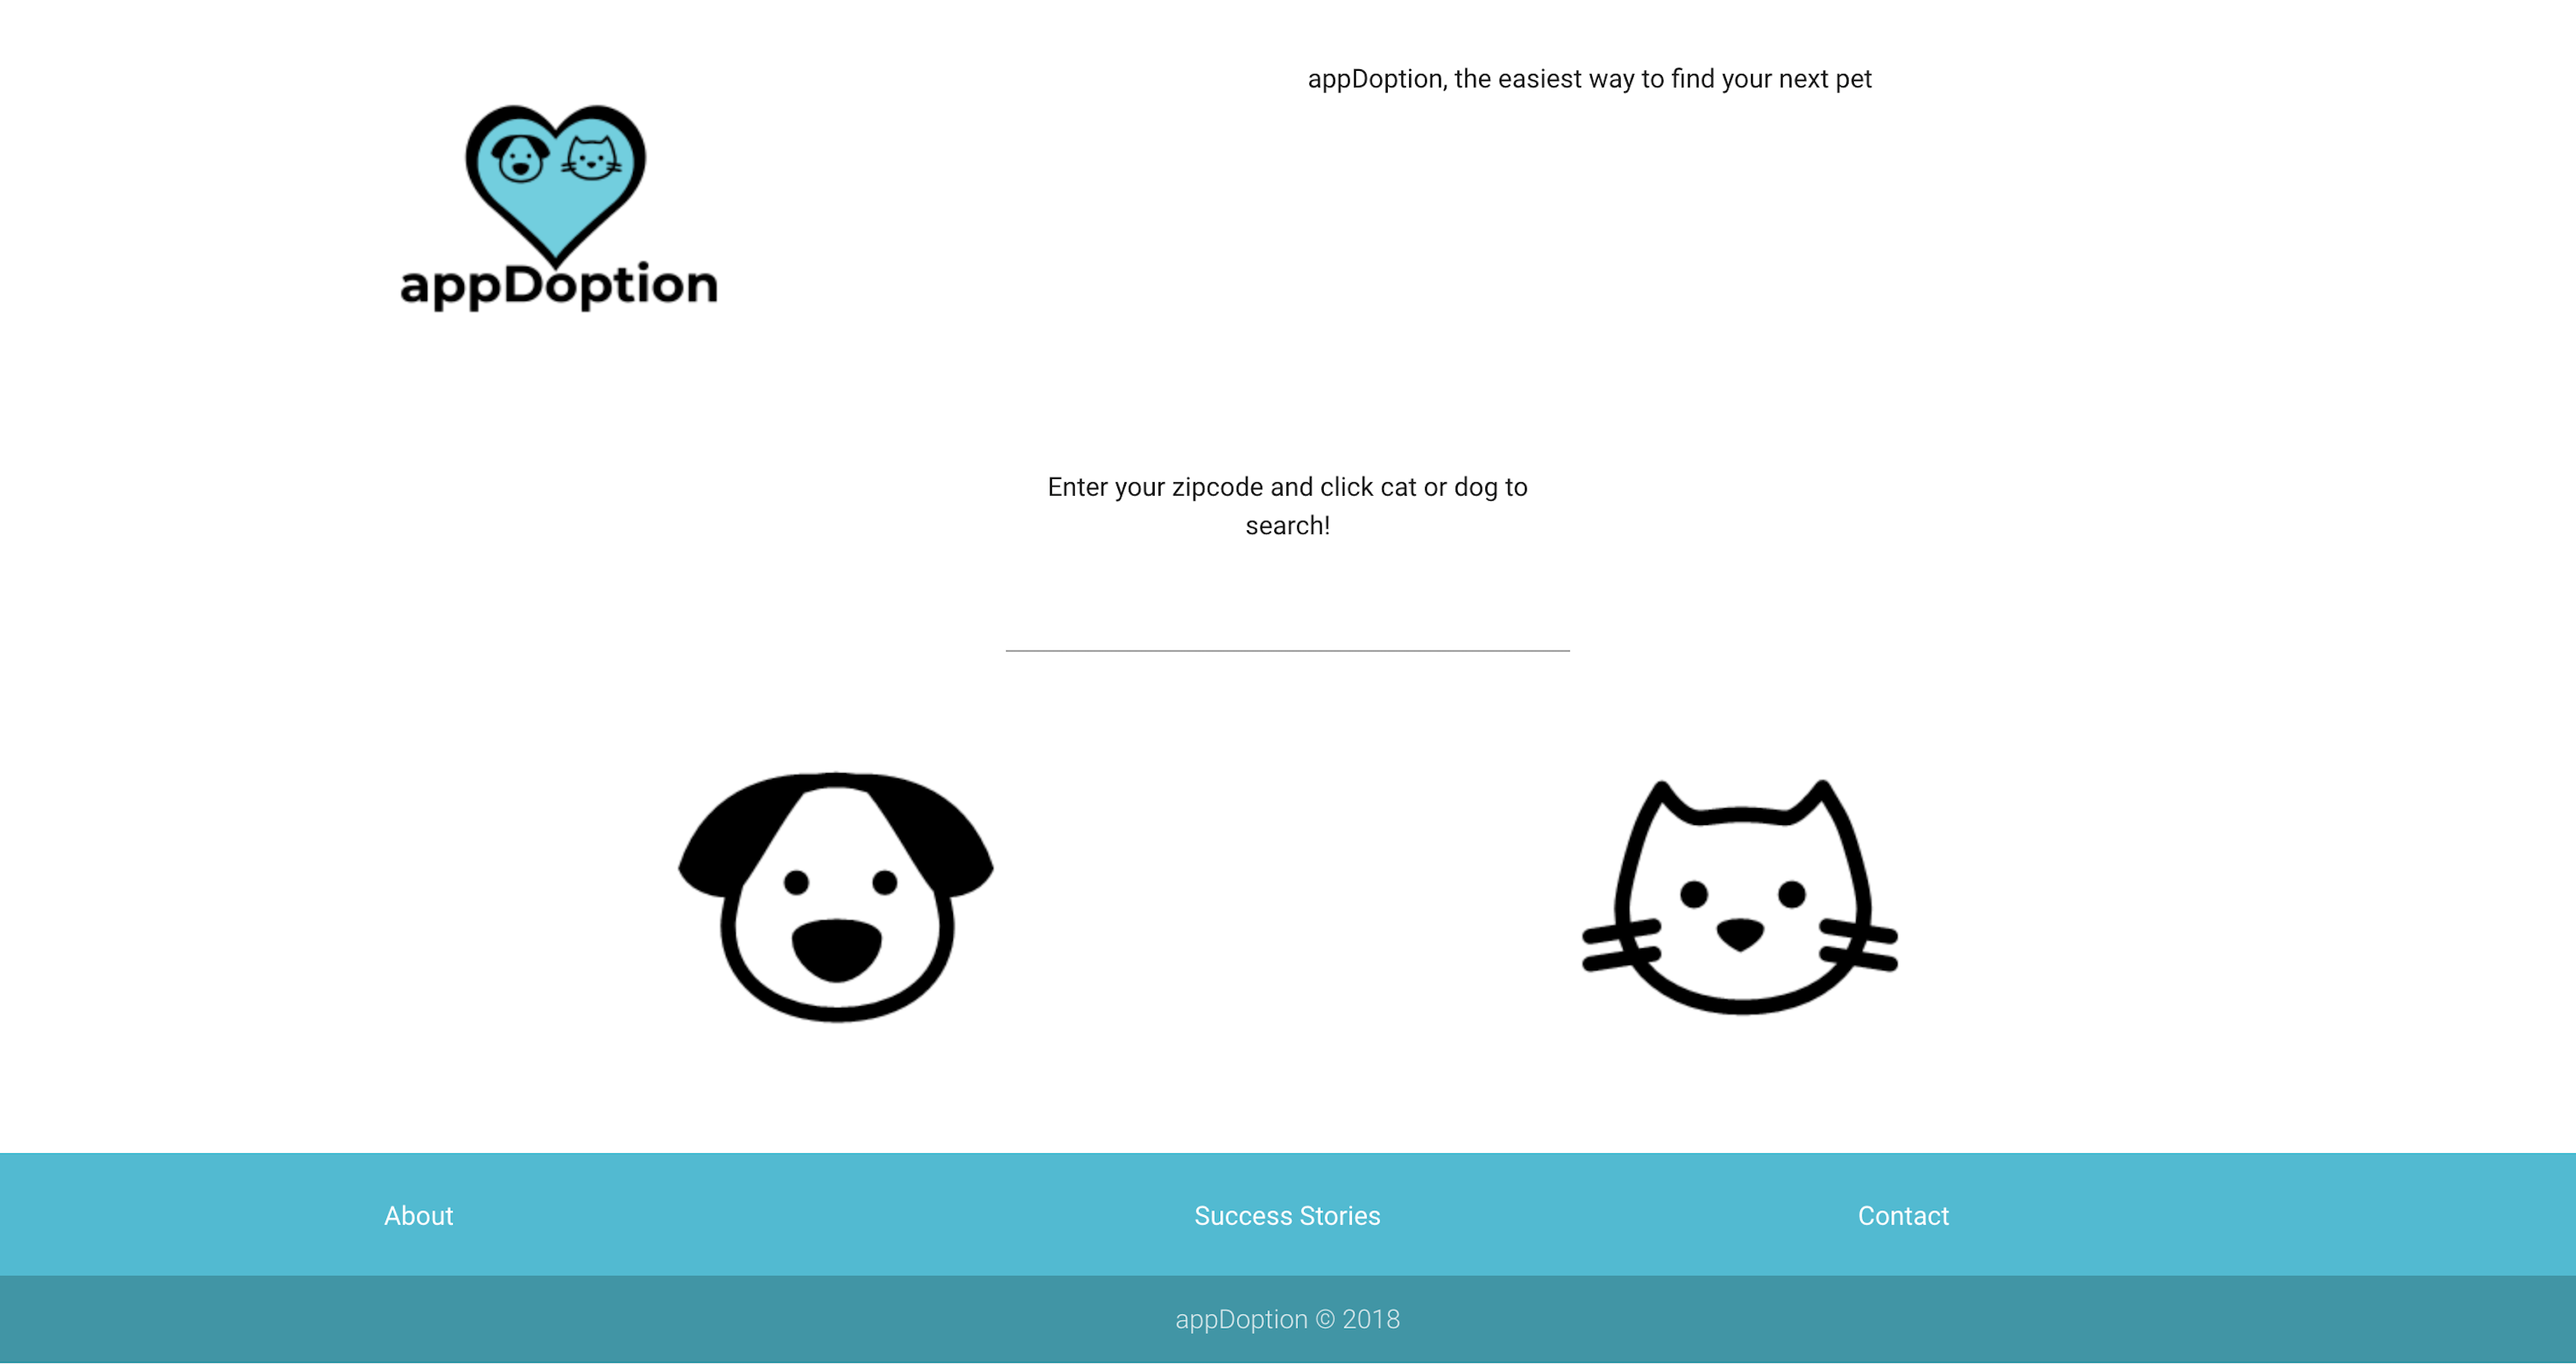 appDoption, the easiest way to find your next pet
appDoption
Enter your zipcode and click cat or dog to
search!
About
Success Stories
Contact
appDoption © 2018